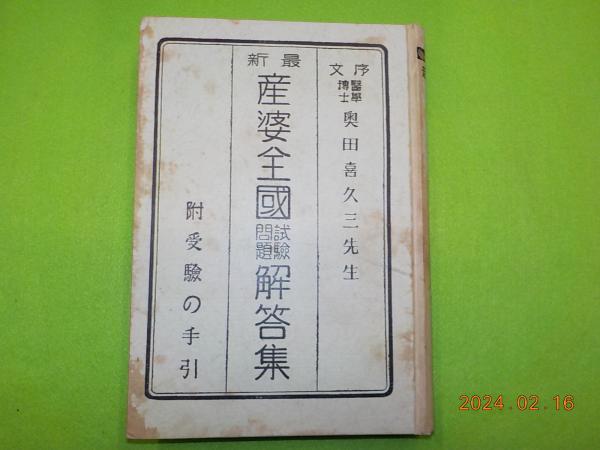 序文
醫學博士 奥田喜久三先生
最新
産婆全國試驗問題解答集
附受驗の手引
2024.02.16